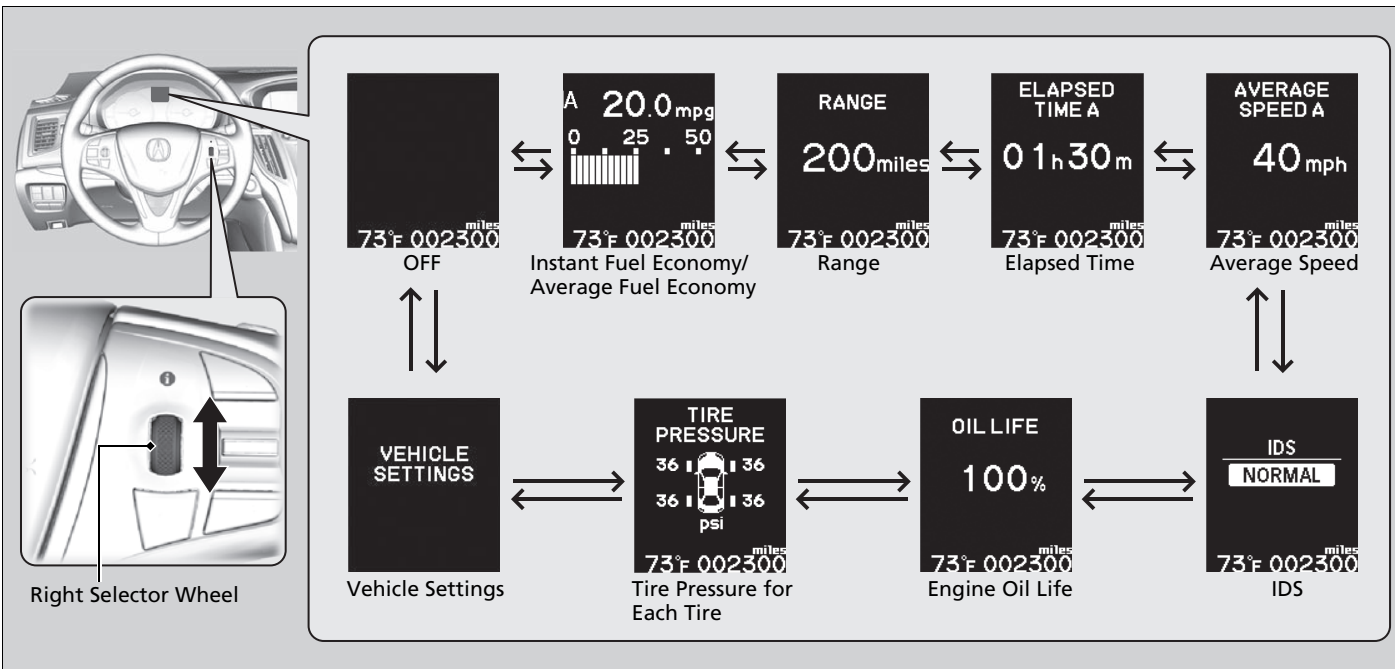 miles
73°F 002300
OFF
A 20.0 mpg
0 25 50
miles
73°F 002300
Instant Fuel Economy/
Average Fuel Economy
RANGE
200 miles
miles
73°F 002300
Range
ELAPSED
TIME A
01h30m
miles
73°F 002300
Elapsed Time
AVERAGE
SPEED A
40 mph
miles
73°F 002300
Average Speed
i
Right Selector Wheel
VEHICLE
SETTINGS
Vehicle Settings
TIRE
PRESSURE
36 36
36 36
psi
miles
73°F 002300
Tire Pressure for
Each Tire
OIL LIFE
100%
miles
73°F 002300
Engine Oil Life
IDS
NORMAL
miles
73°F 002300
IDS